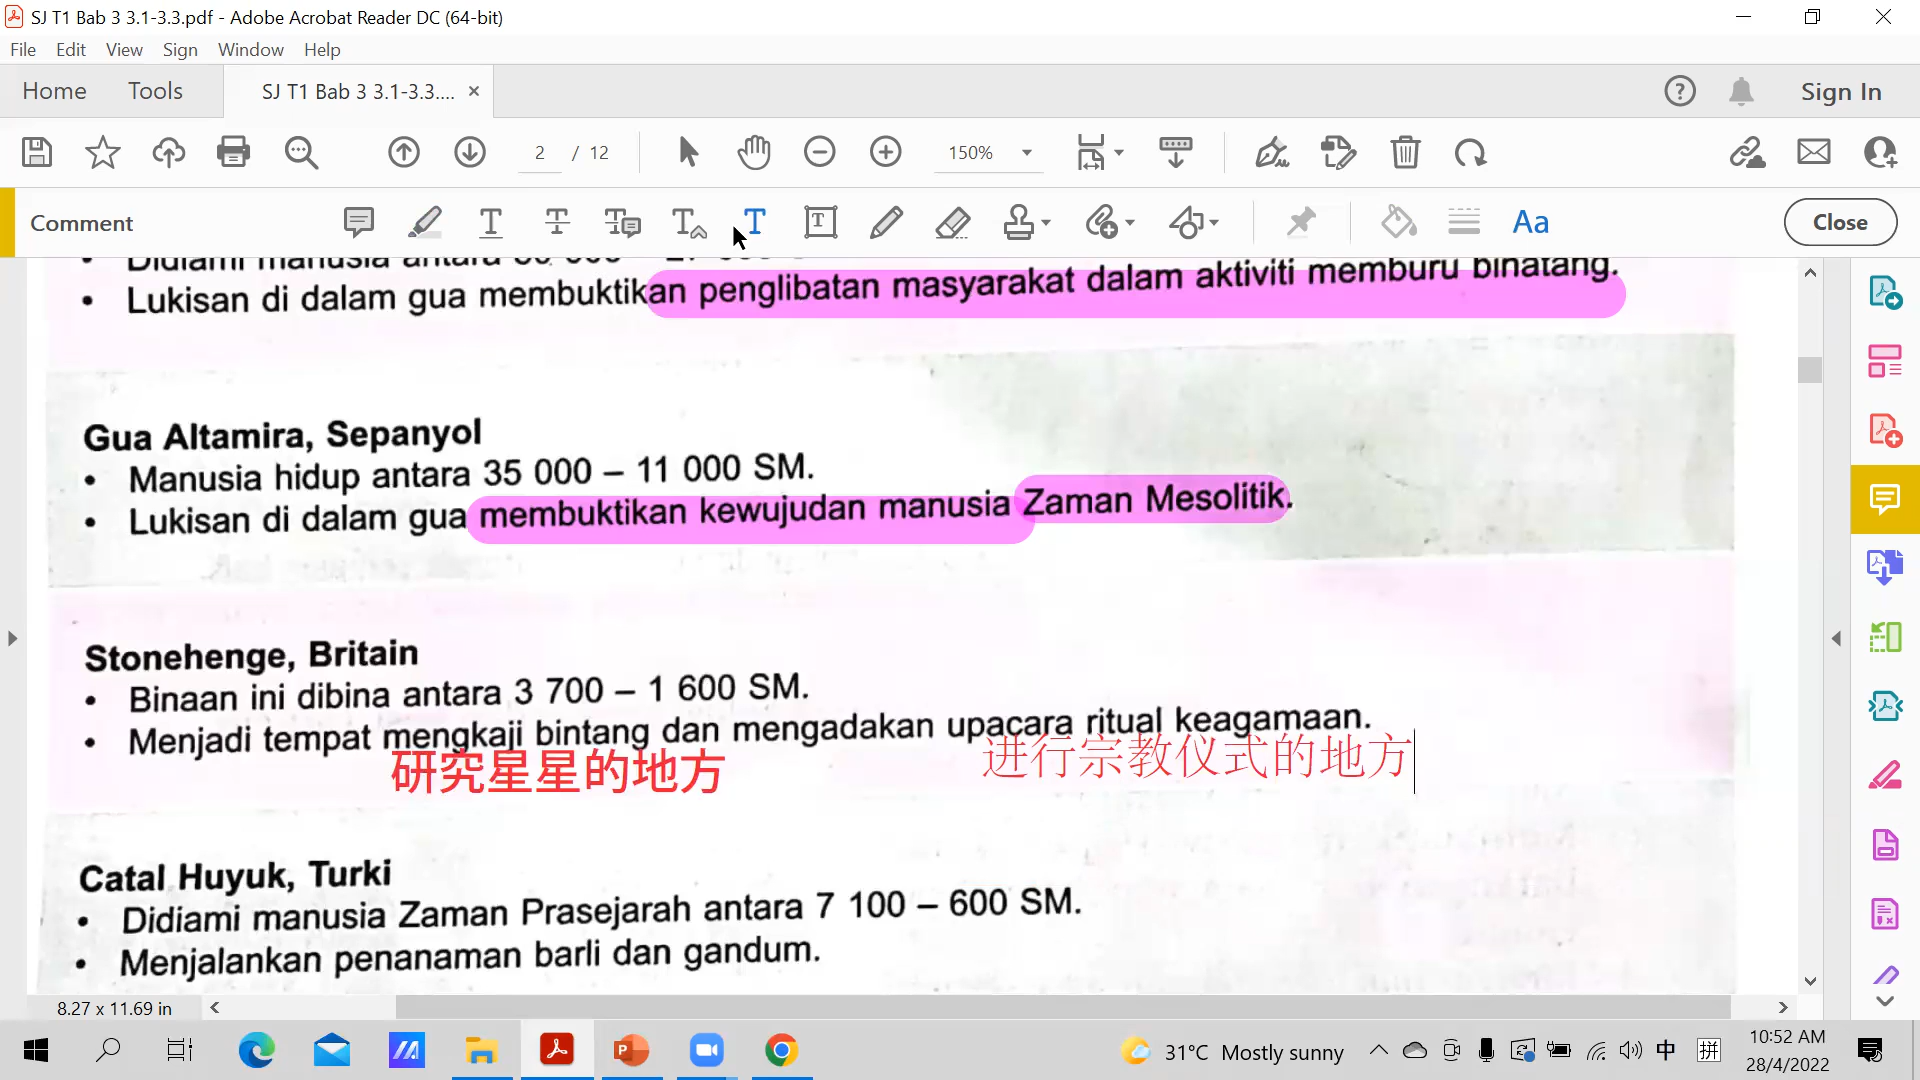 SJ T1 Bab 3 3.1-3.3.pdf - Adobe Acrobat Reader DC (64-bit)
File Edit View Sign Window Help
Home Tools SJ T1 Bab 3 3.1-3.3.... × Sign In
2 / 12 150%
Comment Aa Close
Didiami manusia antara
• Lukisan di dalam gua membuktikan penglibatan masyarakat dalam aktiviti memburu binatang.
Gua Altamira, Sepanyol
• Manusia hidup antara 35 000 – 11 000 SM.
• Lukisan di dalam gua membuktikan kewujudan manusia Zaman Mesolitik.
Stonehenge, Britain
• Binaan ini dibina antara 3 700 – 1 600 SM.
• Menjadi tempat mengkaji bintang dan mengadakan upacara ritual keagamaan.
研究星星的地方 进行宗教仪式的地方
Catal Huyuk, Turki
• Didiami manusia Zaman Prasejarah antara 7 100 – 600 SM.
• Menjalankan penanaman barli dan gandum.
8.27 x 11.69 in
31°C Mostly sunny 中 拼 10:52 AM
28/4/2022